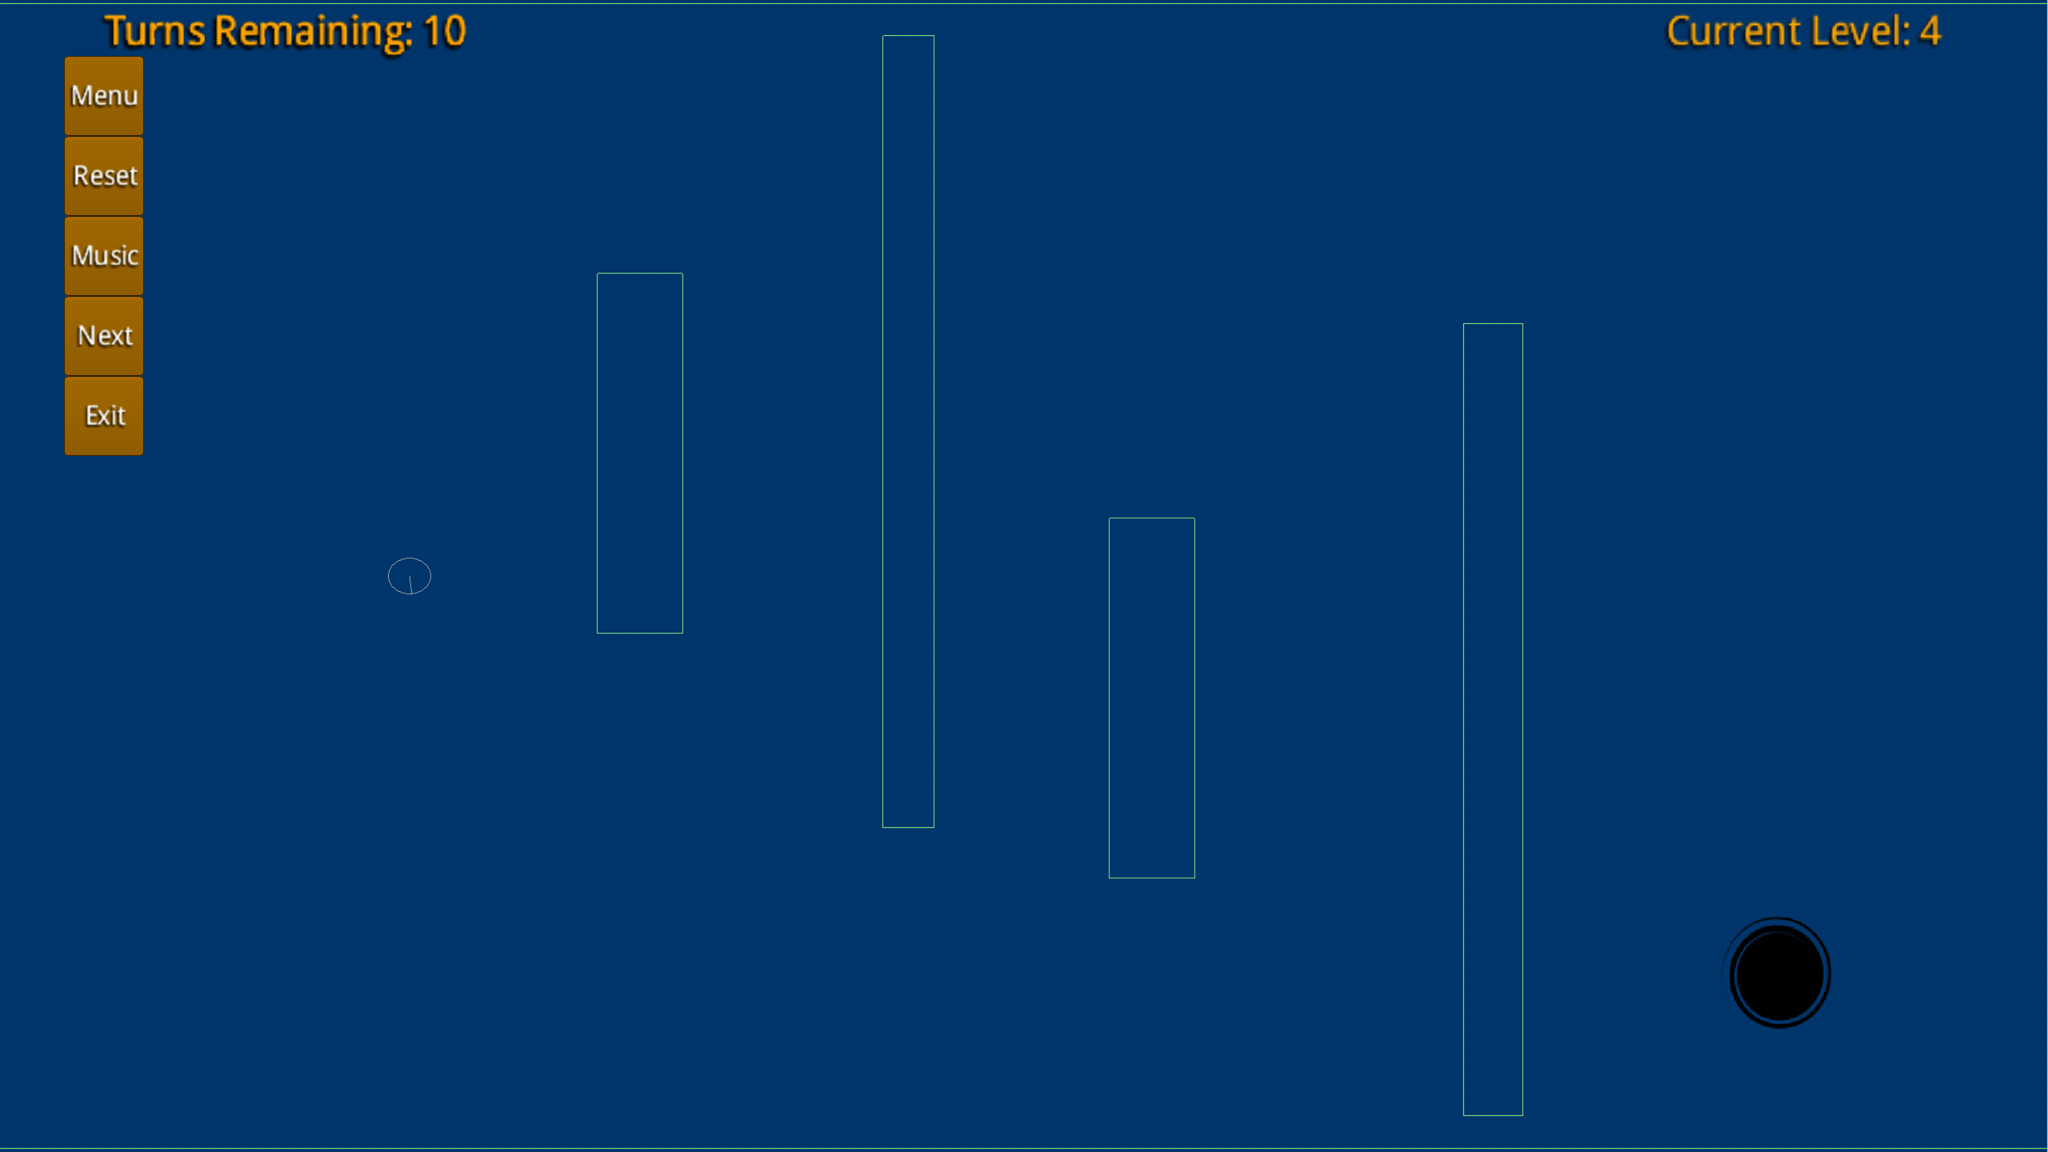 Turns Remaining: 10
Current Level: 4
Menu
Reset
Music
Next
Exit